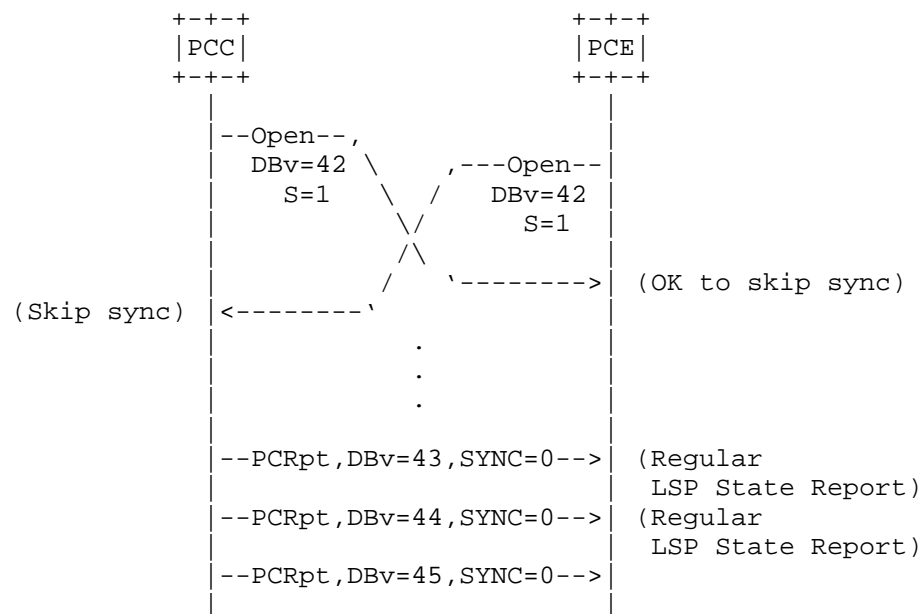 +-+-+                    +-+-+
|PCC|                    |PCE|
+-+-+                    +-+-+
  |                        |
  |--Open--,               |
  |  DBv=42 \    ,---Open--|
  |    S=1   \  /   DBv=42 |
  |           \/      S=1  |
  |           /\           |
  |          /  `--------->| (OK to skip sync)
(Skip sync) |<--------`              |
  |            .           |
  |            .           |
  |            .           |
  |                        |
  |--PCRpt,DBv=43,SYNC=0-->| (Regular
  |                        | LSP State Report)
  |--PCRpt,DBv=44,SYNC=0-->| (Regular
  |                        | LSP State Report)
  |--PCRpt,DBv=45,SYNC=0-->|
  |                        |